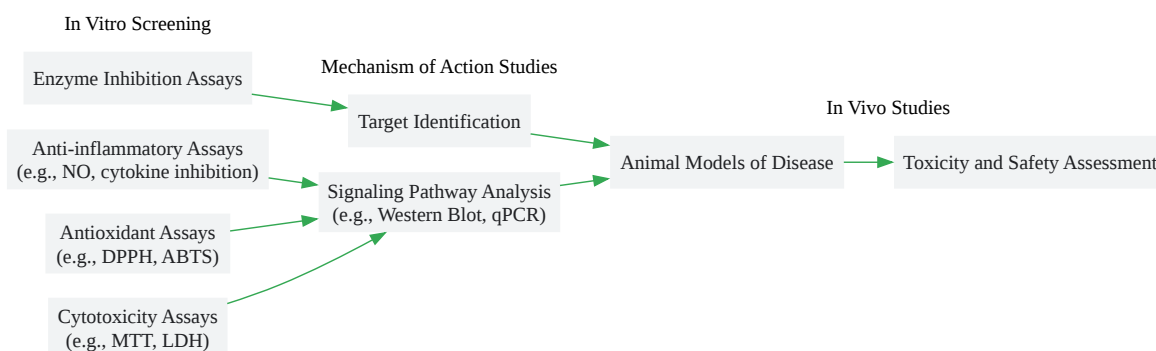 In Vitro Screening
Enzyme Inhibition Assays
Anti-inflammatory Assays
(e.g., NO, cytokine inhibition)
Antioxidant Assays
(e.g., DPPH, ABTS)
Cytotoxicity Assays
(e.g., MTT, LDH)
Mechanism of Action Studies
Target Identification
Signaling Pathway Analysis
(e.g., Western Blot, qPCR)
In Vivo Studies
Animal Models of Disease
Toxicity and Safety Assessment